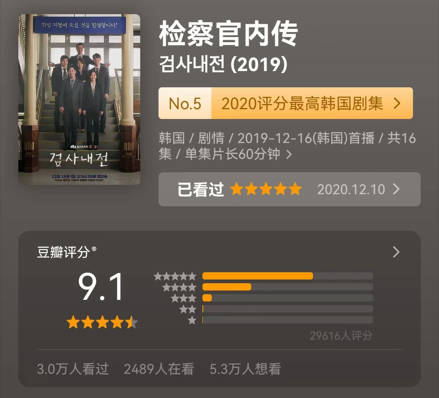 检察官内传
검사내전 (2019)
No.5 2020评分最高韩国剧集
韩国 / 剧情 / 2019-12-16(韩国)首播 / 共16
集 / 单集片长60分钟
已看过 2020.12.10
검사내전
豆瓣评分
9.1
29616人评分
3.0万人看过 2489人在看 5.3万人想看